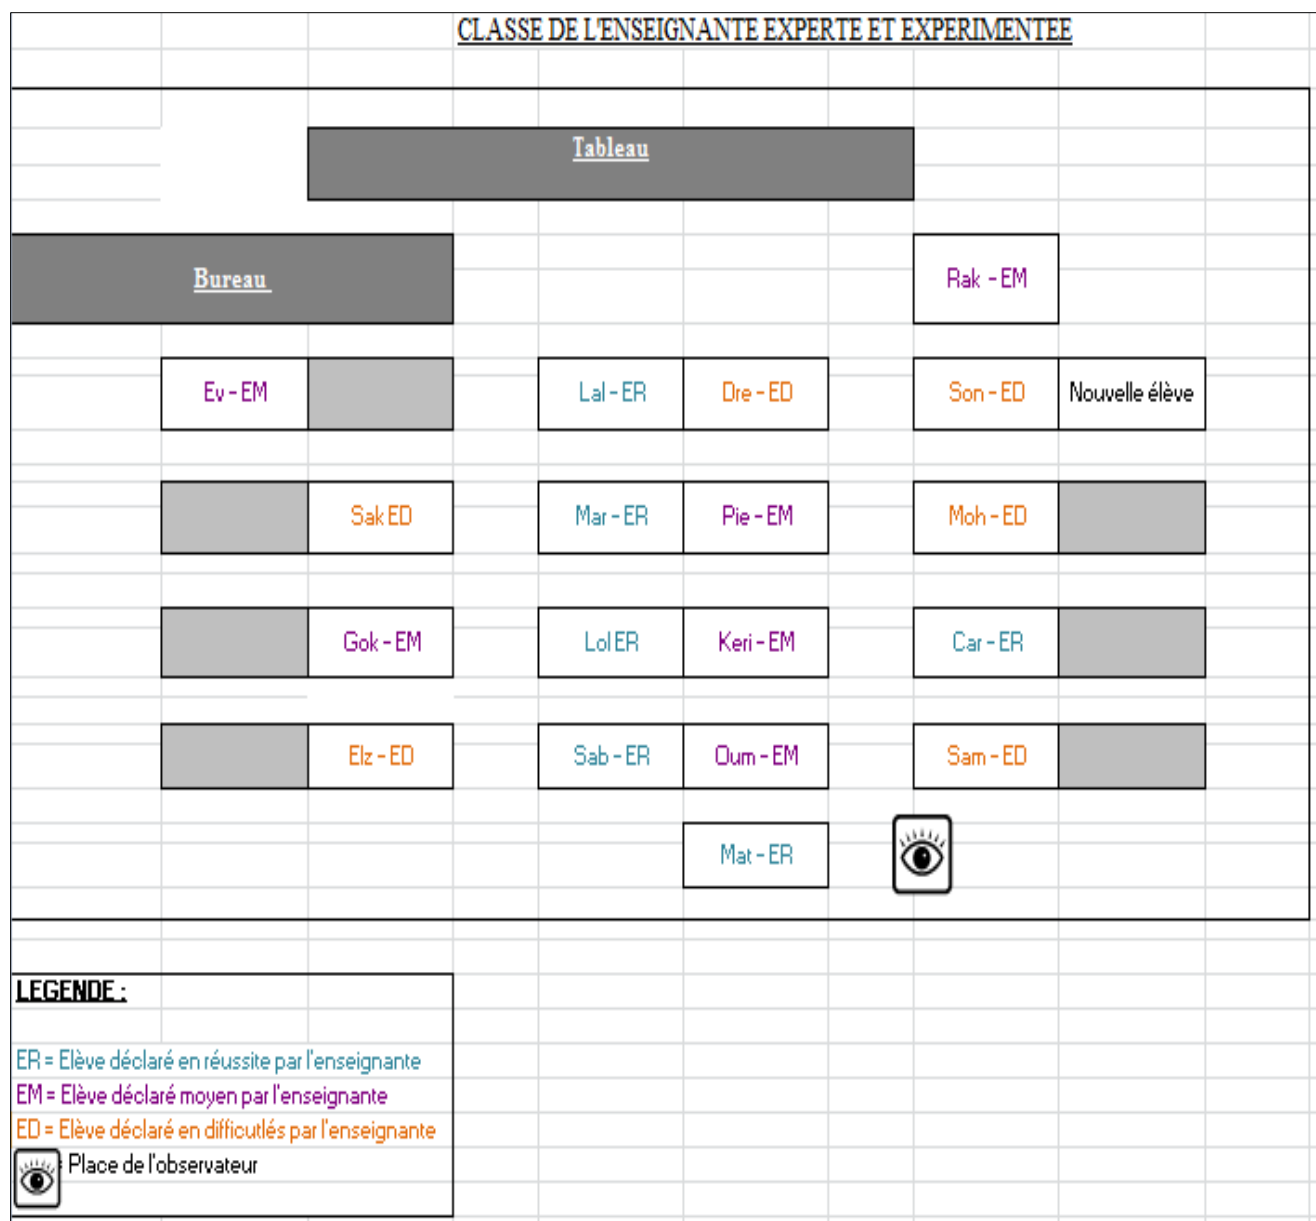 CLASSE DE L'ENSEIGNANTE EXPERTE ET EXPERIMENTEE
Tableau
Bureau
Rak - EM
Ev - EM
Lal - ER
Dre - ED
Son - ED
Nouvelle élève
Sak ED
Mar - ER
Pie - EM
Moh - ED
Gok - EM
Lol ER
Keri - EM
Car - ER
Elz - ED
Sab - ER
Oum - EM
Sam - ED
Mat - ER
LEGENDE :
ER = Elève déclaré en réussite par l'enseignante
EM = Elève déclaré moyen par l'enseignante
ED = Elève déclaré en difficutlés par l'enseignante
= Place de l'observateur